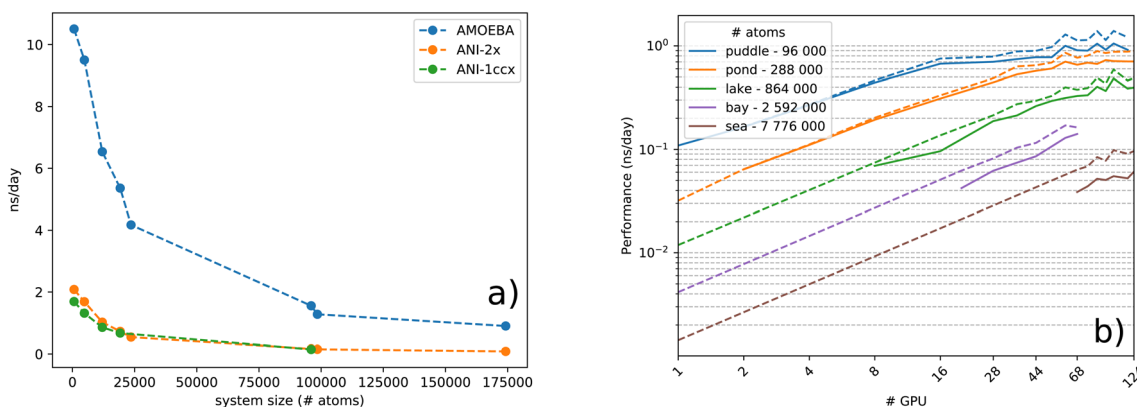 10
8
6
4
2
0
ns/day
AMOEBA
ANI-2x
ANI-1ccx
a)
0
25000
50000
75000
100000
125000
150000
175000
system size (# atoms)
# atoms
puddle - 96 000
pond - 288 000
lake - 864 000
bay - 2 592 000
sea - 7 776 000
10⁰
10⁻¹
10⁻²
Performance (ns/day)
b)
1
2
4
8
16
28
44
68
# GPU